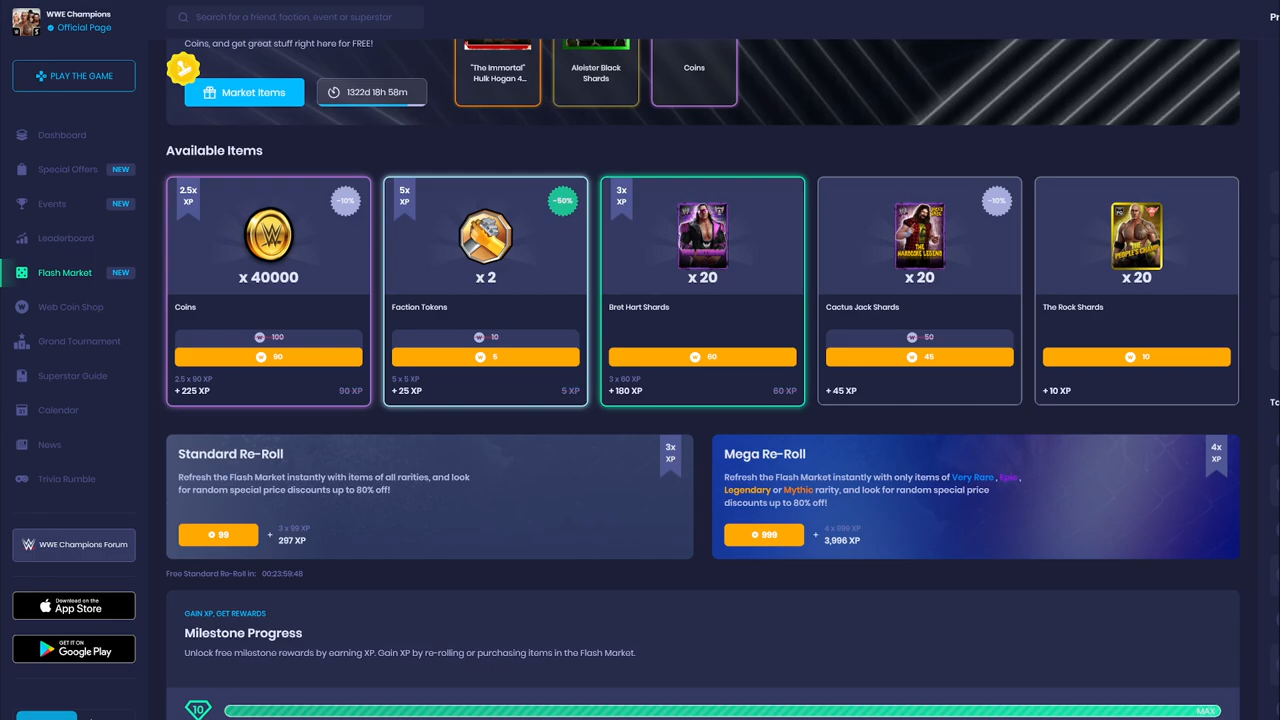 WWE Champions
Official Page
Search for a friend, faction, event or superstar
PLAY THE GAME
Dashboard
Special Offers NEW
Events NEW
Leaderboard
Flash Market NEW
Web Coin Shop
Grand Tournament
Superstar Guide
Calendar
News
Trivia Rumble
WWE Champions Forum
Download on the
App Store
GET IT ON
Google Play
Coins, and get great stuff right here for FREE!
Market Items
1322d 18h 58m
"The Immortal"
Hulk Hogan 4...
Aleister Black
Shards
Coins
Available Items
2.5x
XP
-10%
x 40000
Coins
100
90
2.5 x 90 XP
+ 225 XP
90 XP
5x
XP
-50%
x 2
Faction Tokens
10
5
5 x 5 XP
+ 25 XP
5 XP
3x
XP
x 20
Bret Hart Shards
60
3 x 60 XP
+ 180 XP
60 XP
-10%
THE
HARDCORE LEGEND
x 20
Cactus Jack Shards
50
45
+ 45 XP
THE
PEOPLE'S CHAMP
x 20
The Rock Shards
10
+ 10 XP
Standard Re-Roll
3x
XP
Refresh the Flash Market instantly with items of all rarities, and look
for random special price discounts up to 80% off!
99
+
3 x 99 XP
297 XP
Mega Re-Roll
4x
XP
Refresh the Flash Market instantly with only items of Very Rare , Epic ,
Legendary or Mythic rarity, and look for random special price
discounts up to 80% off!
999
+
4 x 999 XP
3,996 XP
Free Standard Re-Roll in: 00:23:59:48
GAIN XP, GET REWARDS
Milestone Progress
Unlock free milestone rewards by earning XP. Gain XP by re-rolling or purchasing items in the Flash Market.
10
MAX
Pr
To